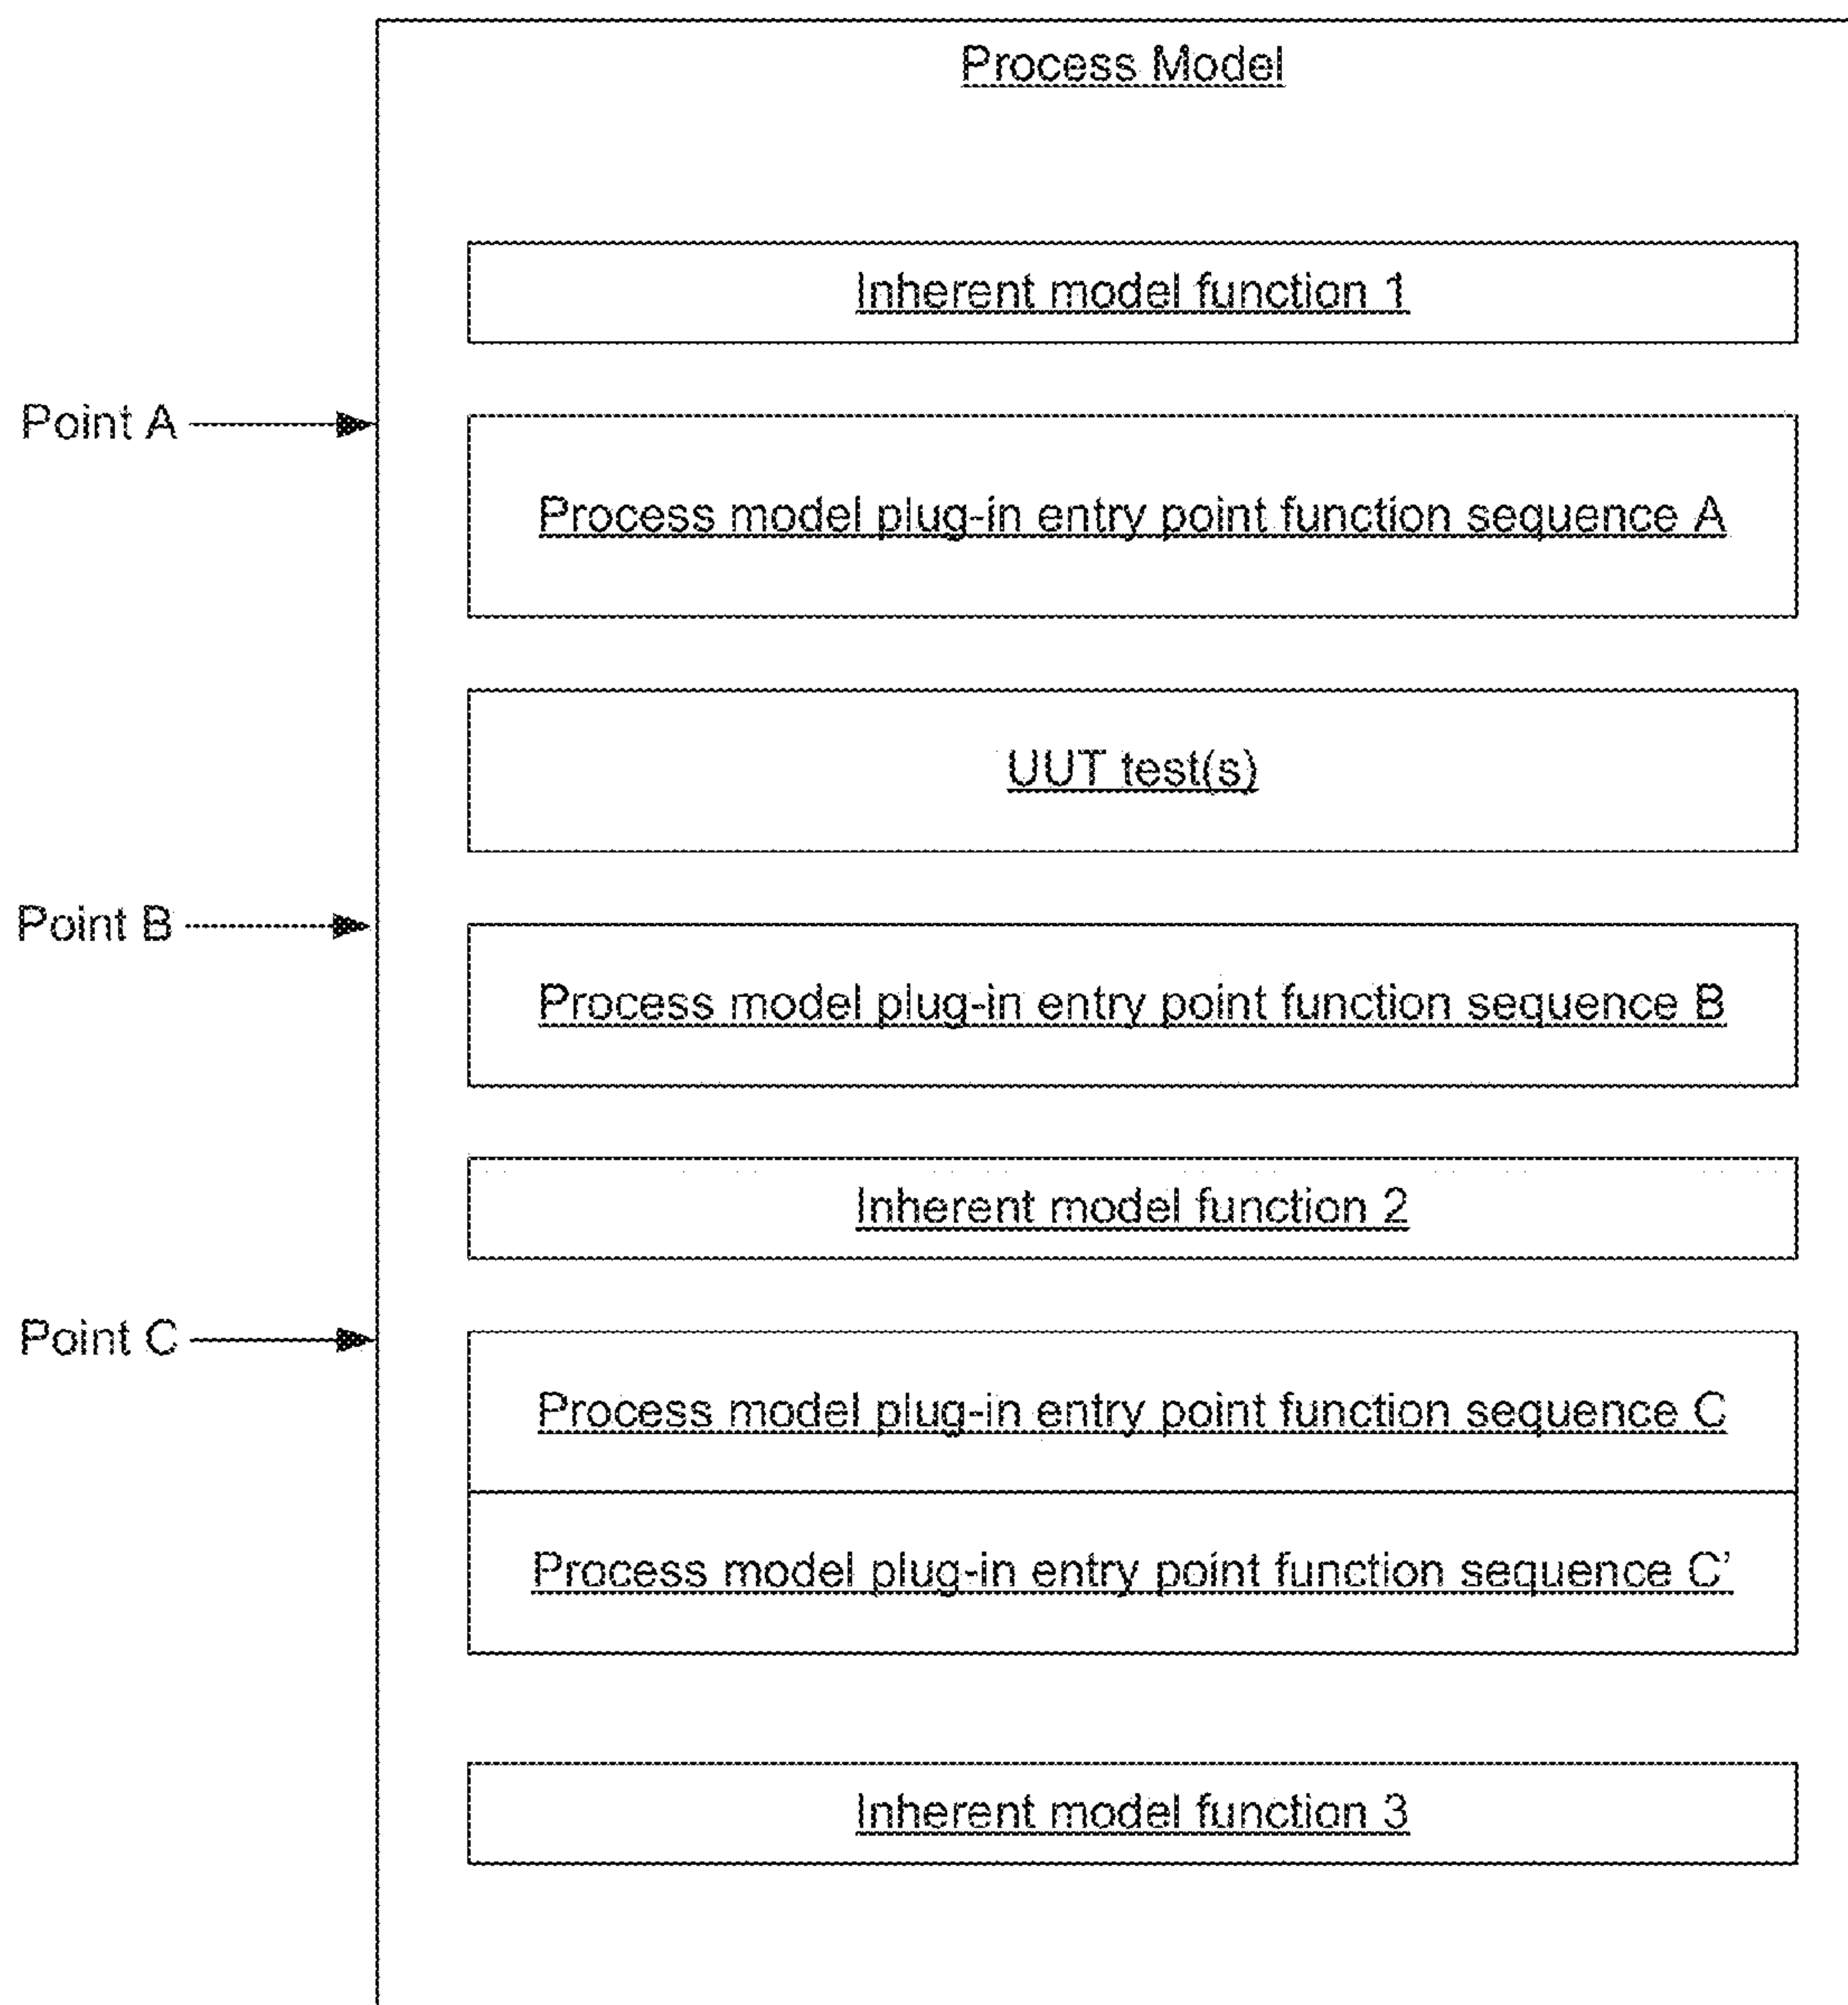 Process Model
Inherent model function 1
Point A
Process model plug-in entry point function sequence A
UUT test(s)
Point B
Process model plug-in entry point function sequence B
Inherent model function 2
Point C
Process model plug-in entry point function sequence C
Process model plug-in entry point function sequence C’
Inherent model function 3